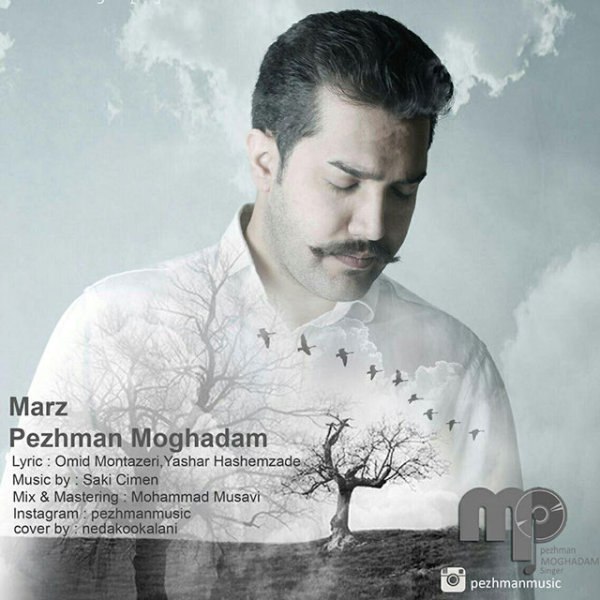 Marz
Pezhman Moghadam
Lyric : Omid Montazeri,Yashar Hashemzade
Music by : Saki Cimen
Mix & Mastering : Mohammad Musavi
Instagram : pezhmanmusic
cover by : nedakookalani
mp
pezhman
MOGHADAM
Singer
pezhmanmusic